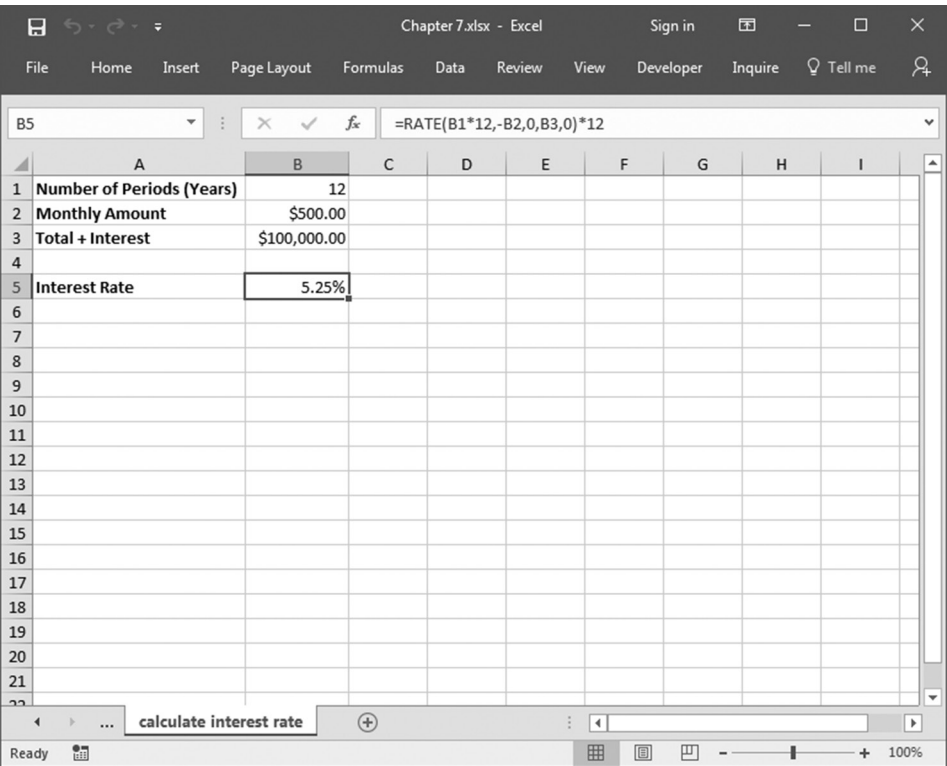 Chapter 7.xlsx - Excel Sign in
File Home Insert Page Layout Formulas Data Review View Developer Inquire Tell me
B5 fx =RATE(B1*12,-B2,0,B3,0)*12
A B C D E F G H I
1 Number of Periods (Years) 12
2 Monthly Amount $500.00
3 Total + Interest $100,000.00
4
5 Interest Rate 5.25%
6
7
8
9
10
11
12
13
14
15
16
17
18
19
20
21
22
... calculate interest rate
Ready 100%